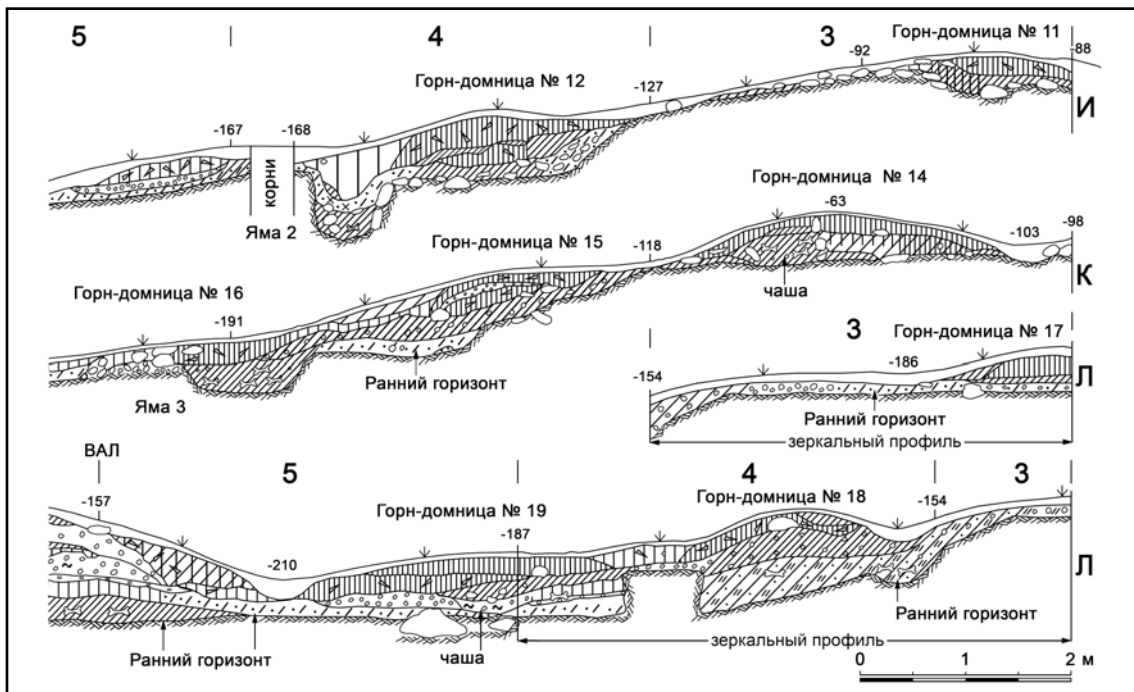 5 4 3
Горн-домница № 11
-92 -88
Горн-домница № 12
-127
И
-167 -168
корни
Яма 2
Горн-домница № 14
-63
-98
-103
Горн-домница № 15
-118
чаша
К
Горн-домница № 16
-191
Ранний горизонт
Яма 3
3
Горн-домница № 17
-186
-154
Л
Ранний горизонт
зеркальный профиль
ВАЛ
5 4 3
-157
Горн-домница № 18
-154
Горн-домница № 19
-187
-210
Л
Ранний горизонт
Ранний горизонт
чаша
зеркальный профиль
0 1 2 м